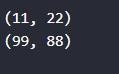 (11, 22)
(99, 88)